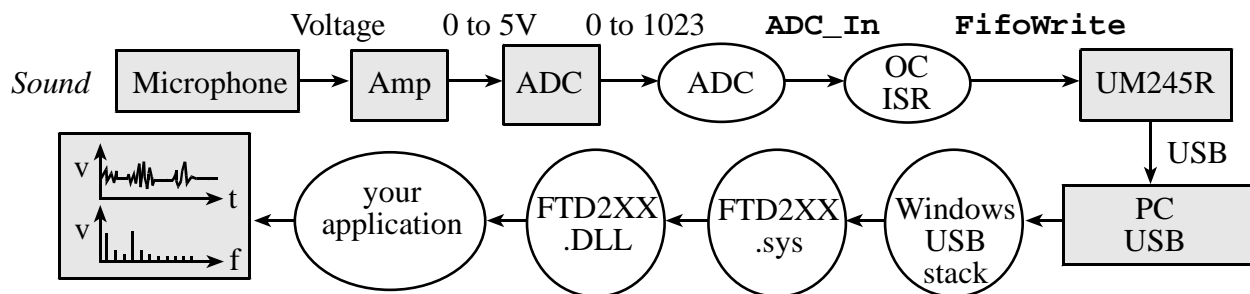 Voltage 0 to 5V 0 to 1023 ADC_In FifoWrite
Sound Microphone Amp ADC ADC OC ISR UM245R
USB
v
t
v
f
your
application
FTD2XX
.DLL
FTD2XX
.sys
Windows
USB
stack
PC
USB